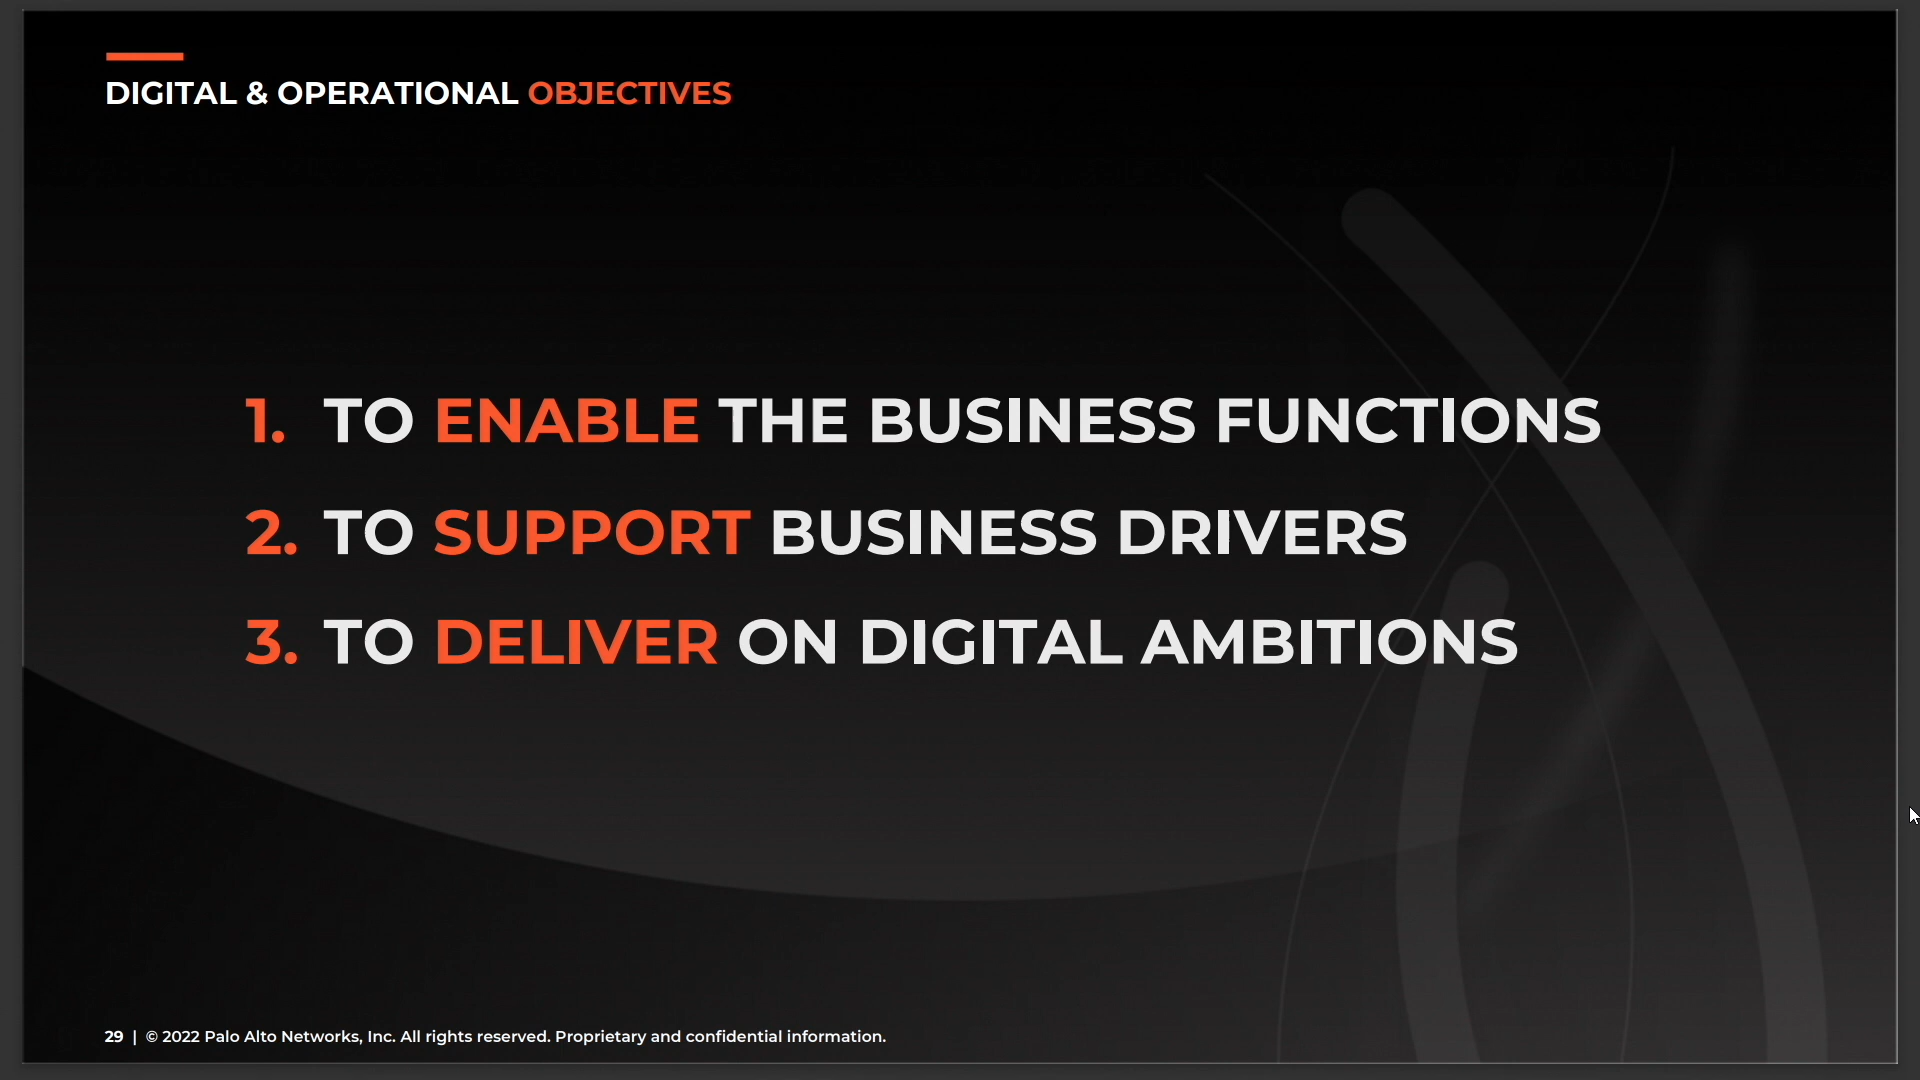 DIGITAL & OPERATIONAL OBJECTIVES
1. TO ENABLE THE BUSINESS FUNCTIONS
2. TO SUPPORT BUSINESS DRIVERS
3. TO DELIVER ON DIGITAL AMBITIONS
29 | © 2022 Palo Alto Networks, Inc. All rights reserved. Proprietary and confidential information.